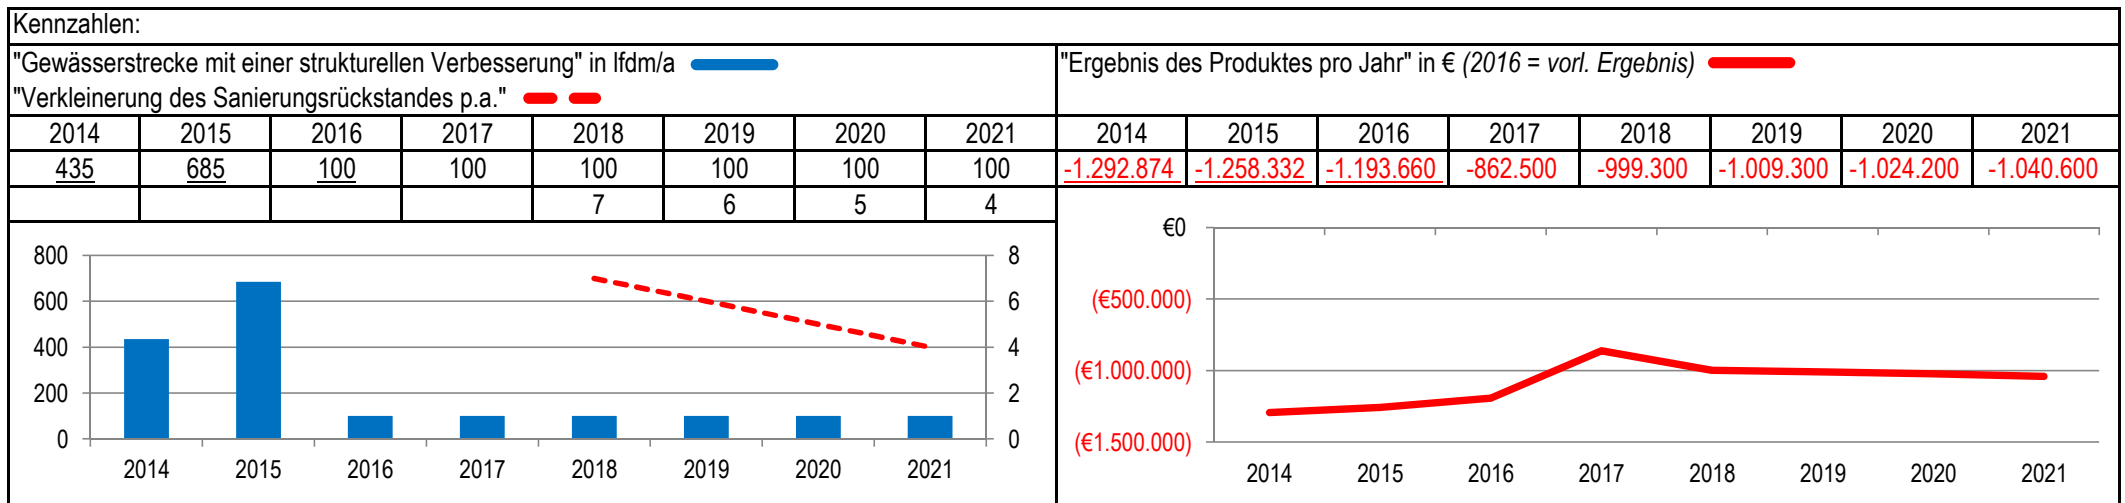 Kennzahlen:
"Gewässerstrecke mit einer strukturellen Verbesserung" in lfdm/a
"Verkleinerung des Sanierungsrückstandes p.a."
2014 2015 2016 2017 2018 2019 2020 2021
435 685 100 100 100 100 100 100
7 6 5 4
800 8
600 6
400 4
200 2
0 0
2014 2015 2016 2017 2018 2019 2020 2021
"Ergebnis des Produktes pro Jahr" in € (2016 = vorl. Ergebnis)
2014 2015 2016 2017 2018 2019 2020 2021
-1.292.874 -1.258.332 -1.193.660 -862.500 -999.300 -1.009.300 -1.024.200 -1.040.600
€0
(€500.000)
(€1.000.000)
(€1.500.000)
2014 2015 2016 2017 2018 2019 2020 2021